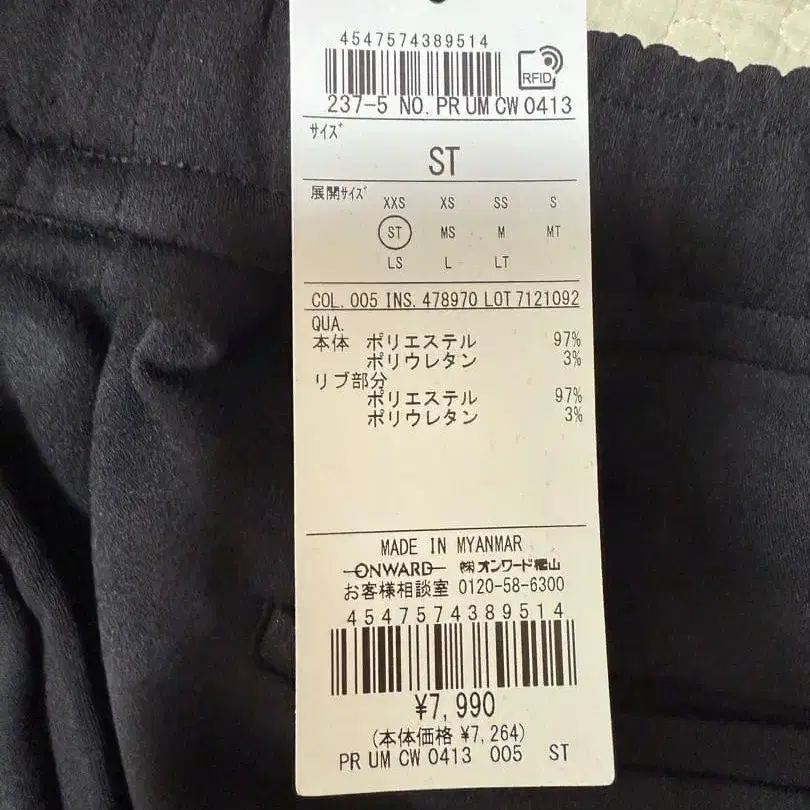 4547574389514
RFID
237-5 NO. PR UM CW 0413
サイズ
ST
展開サイズ XXS XS SS S
ST MS M MT
LS L LT
COL. 005 INS. 478970 LOT 7121092
QUA.
本体 ポリエステル 97%
ポリウレタン 3%
リブ部分
ポリエステル 97%
ポリウレタン 3%
MADE IN MYANMAR
ONWARD ㈱オンワード樫山
お客様相談室 0120-58-6300
4547574389514
¥7,990
(本体価格 ¥7,264)
PR UM CW 0413 005 ST